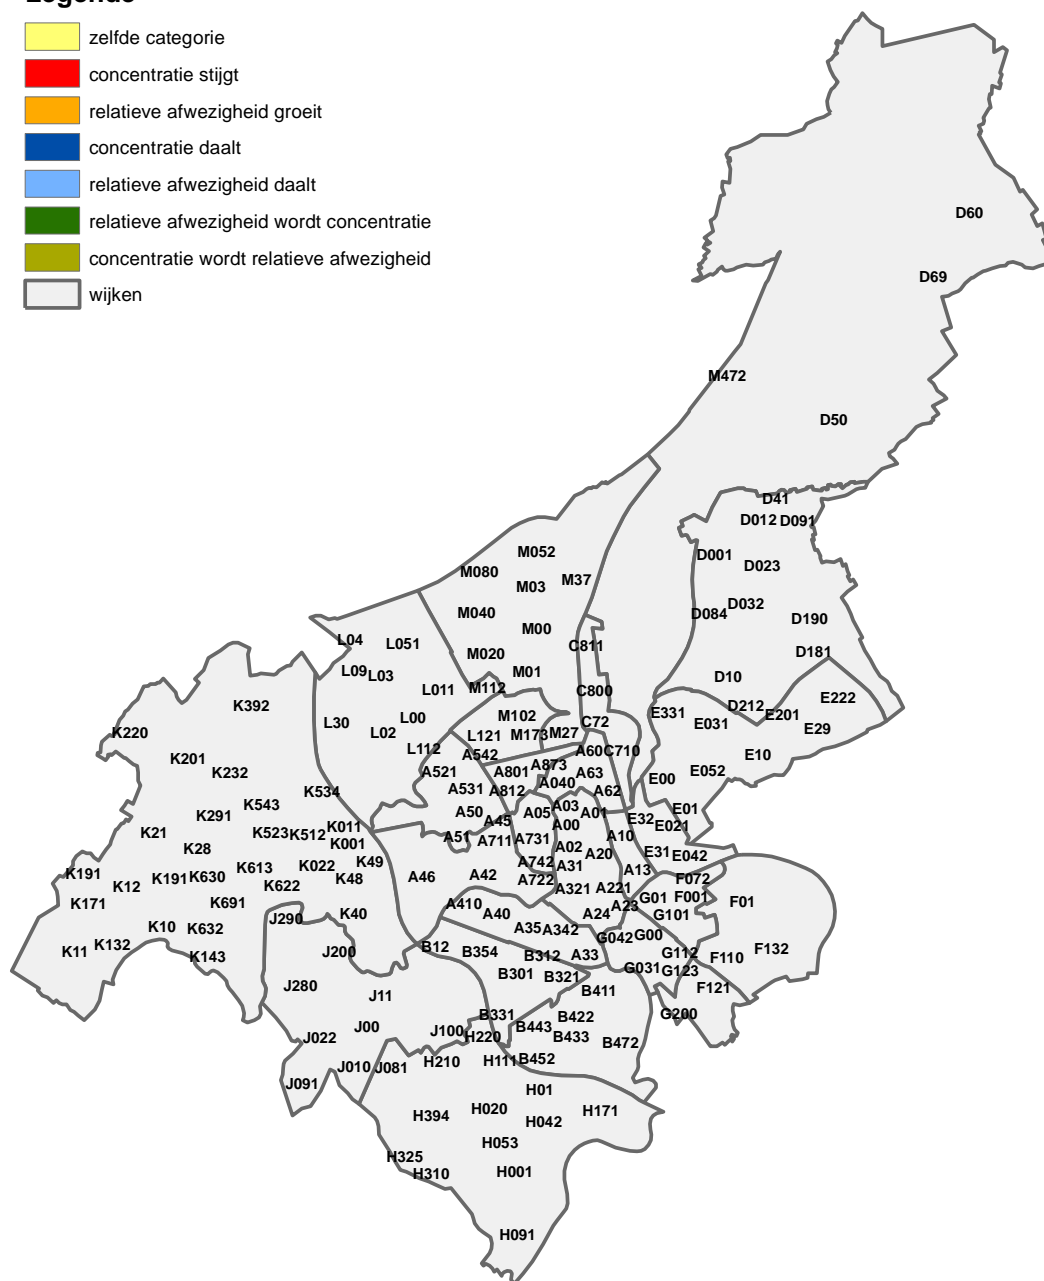 Legende
zelfde categorie
concentratie stijgt
relatieve afwezigheid groeit
concentratie daalt
relatieve afwezigheid daalt
relatieve afwezigheid wordt concentratie
concentratie wordt relatieve afwezigheid
wijken
D60
D69
M472
D50
D41
D012 D091
M052
D001
D023
M080
M03 M37
D032
M040
D084
D190
M00
L04
L051
C811
M020
D181
L09
L03
M01
D10
L011
M112
C800
E222
K392
D212
E201
M102
E331
E031
L30
L00
C72
E29
K220
L02
L121
M173
M27
L112
A542
A60 C710
E10
K201
A873
K232
A521
A801
A63
E052
A040
E00
K534
A531
A812
A62
K543
A03
E01
K291
A50
A05
A01
A45
E32
K011
A00
E021
K21
K523 K512
A51
A711
A731
A10
K001
A02
K28
A20
E31
E042
K022
K49
A742
A31
K613
A13
K191
K191
K630
K48
A46
A42
A722
F072
K12
K622
A321
A221
G01
F001
F01
K171
K691
A410
A23
K40
A40
A24
G101
J290
K10
K632
A35
A342
G042
G00
K11
K132
B12
J200
B354
B312
A33
G112
F132
K143
F110
B301
B321
G031
G123
J280
B411
F121
J11
B331
B422
G200
J00
J100
B443
J022
H220
B433
B472
J010
J081
H210
H111
B452
J091
H01
H020
H171
H394
H042
H053
H325
H310
H001
H091